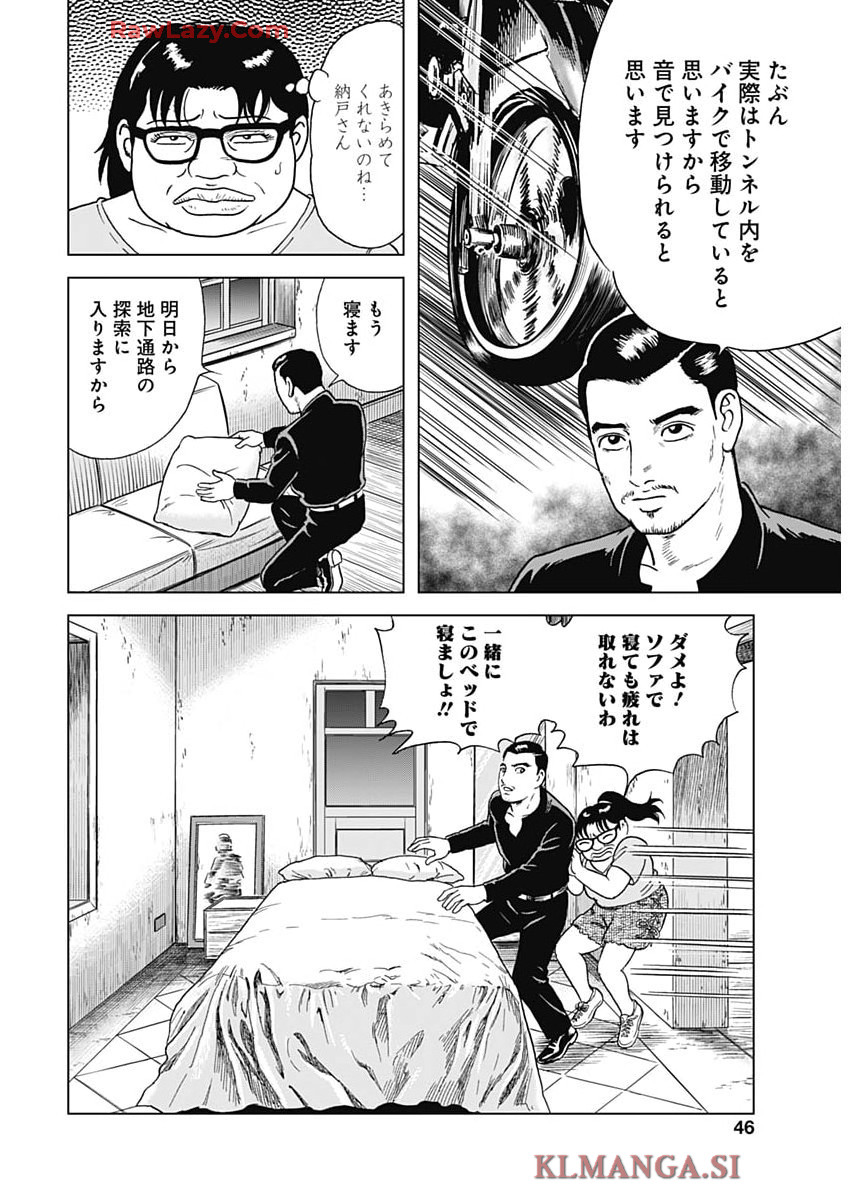 RawLazy.Com
たぶん
実際はトンネル内を
バイクで移動していると
思いますから
音で見つけられると
思います
あきらめて
くれないのね…
納戸さん
もう
寝ます
明日から
地下通路の
探索に
入りますから
ダメよ!
ソファで
寝ても疲れは
取れないわ
一緒に
このベッドで
寝ましょ!!
46
KLMANGA.SI